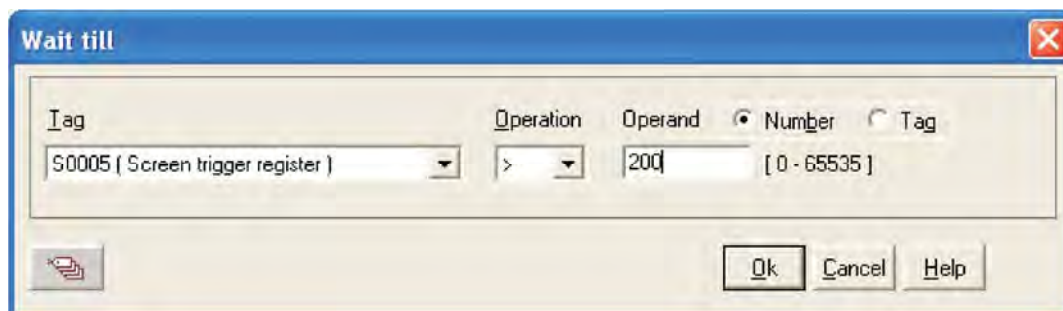 Wait till
Tag Operation Operand Number Tag
S0005 ( Screen trigger register ) > 200 [ 0 - 65535 ]
Ok Cancel Help